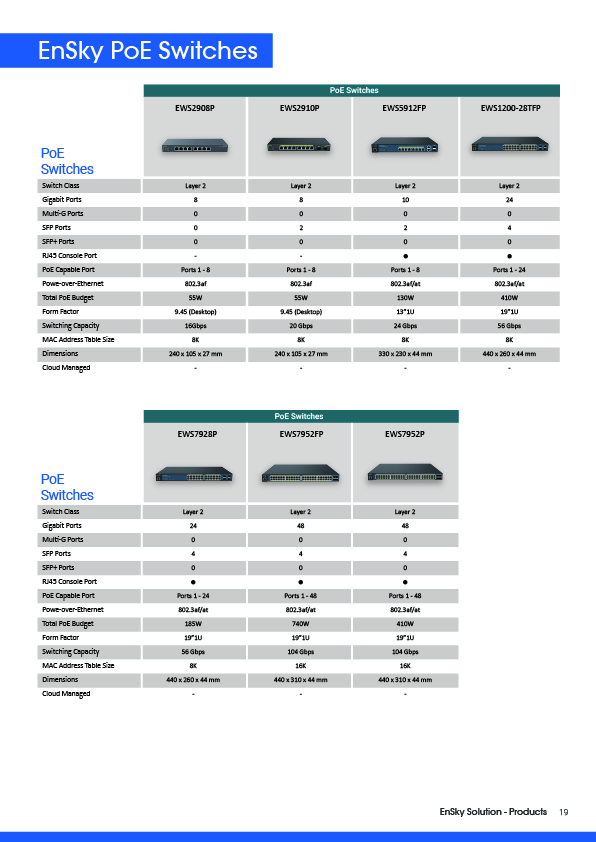 EnSky PoE Switches
PoE Switches
EWS2908P EWS2910P EWS5912FP EWS1200-28TFP
PoE
Switches
Switch Class Layer 2 Layer 2 Layer 2 Layer 2
Gigabit Ports 8 8 10 24
Multi-G Ports 0 0 0 0
SFP Ports 0 2 2 4
SFP+ Ports 0 0 0 0
RJ45 Console Port - - ● ●
PoE Capable Port Ports 1 - 8 Ports 1 - 8 Ports 1 - 8 Ports 1 - 24
Powe-over-Ethernet 802.3af 802.3af 802.3af/at 802.3af/at
Total PoE Budget 55W 55W 130W 410W
Form Factor 9.45 (Desktop) 9.45 (Desktop) 13"1U 19"1U
Switching Capacity 16Gbps 20 Gbps 24 Gbps 56 Gbps
MAC Address Table Size 8K 8K 8K 8K
Dimensions 240 x 105 x 27 mm 240 x 105 x 27 mm 330 x 230 x 44 mm 440 x 260 x 44 mm
Cloud Managed - - - -
PoE Switches
EWS7928P EWS7952FP EWS7952P
PoE
Switches
Switch Class Layer 2 Layer 2 Layer 2
Gigabit Ports 24 48 48
Multi-G Ports 0 0 0
SFP Ports 4 4 4
SFP+ Ports 0 0 0
RJ45 Console Port ● ● ●
PoE Capable Port Ports 1 - 24 Ports 1 - 48 Ports 1 - 48
Powe-over-Ethernet 802.3af/at 802.3af/at 802.3af/at
Total PoE Budget 185W 740W 410W
Form Factor 19"1U 19"1U 19"1U
Switching Capacity 56 Gbps 104 Gbps 104 Gbps
MAC Address Table Size 8K 16K 16K
Dimensions 440 x 260 x 44 mm 440 x 310 x 44 mm 440 x 310 x 44 mm
Cloud Managed - - -
EnSky Solution - Products 19